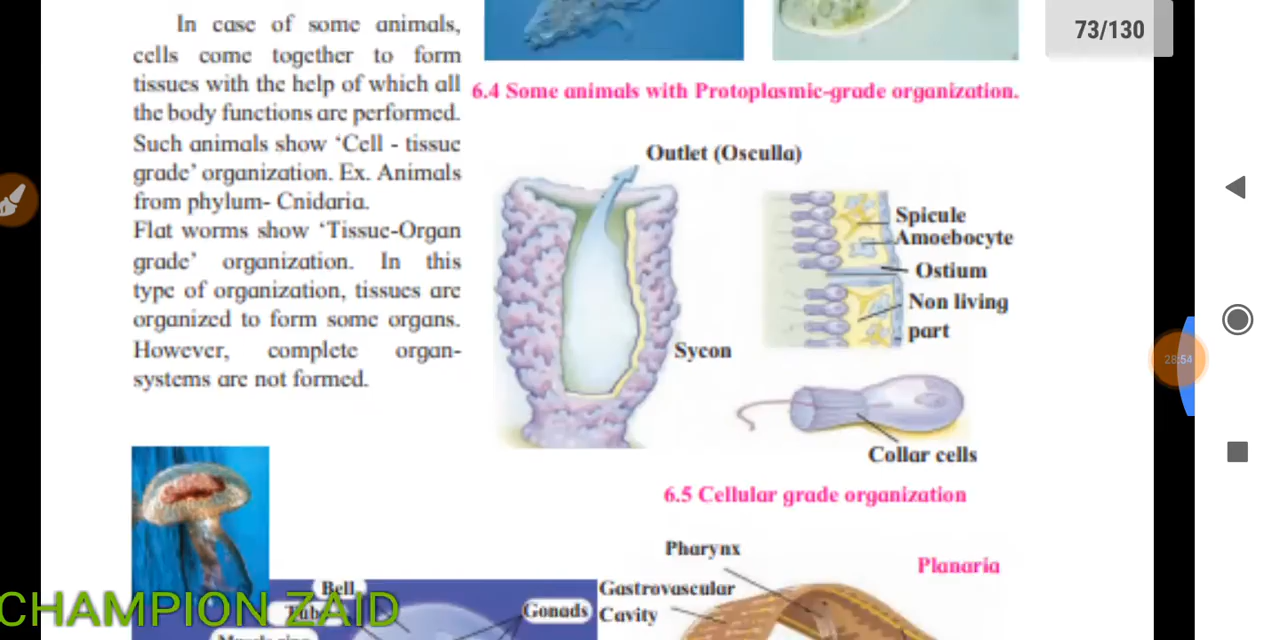 In case of some animals,
cells come together to form
tissues with the help of which all
the body functions are performed.
Such animals show ‘Cell - tissue
grade’ organization. Ex. Animals
from phylum- Cnidaria.
Flat worms show ‘Tissue-Organ
grade’ organization. In this
type of organization, tissues are
organized to form some organs.
However, complete organ-
systems are not formed.
73/130
6.4 Some animals with Protoplasmic-grade organization.
Outlet (Osculla)
Spicule
Amoebocyte
Ostium
Non living
part
Sycon
Collar cells
6.5 Cellular grade organization
28:54
Pharynx
Planaria
Gastrovascular
Cavity
Bell
Gonads
CHAMPION ZAID